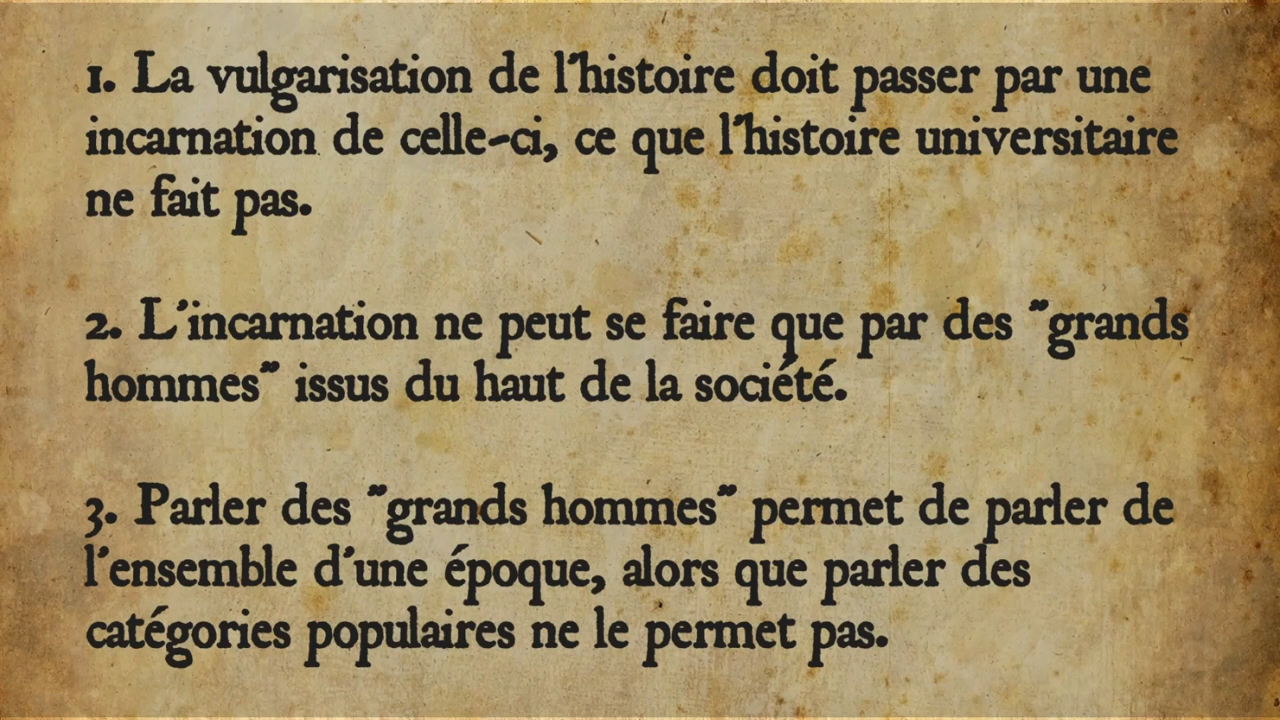 1. La vulgarisation de l'histoire doit passer par une
incarnation de celle-ci, ce que l'histoire universitaire
ne fait pas.
2. L'incarnation ne peut se faire que par des "grands
hommes" issus du haut de la société.
3. Parler des "grands hommes" permet de parler de
l'ensemble d'une époque, alors que parler des
catégories populaires ne le permet pas.